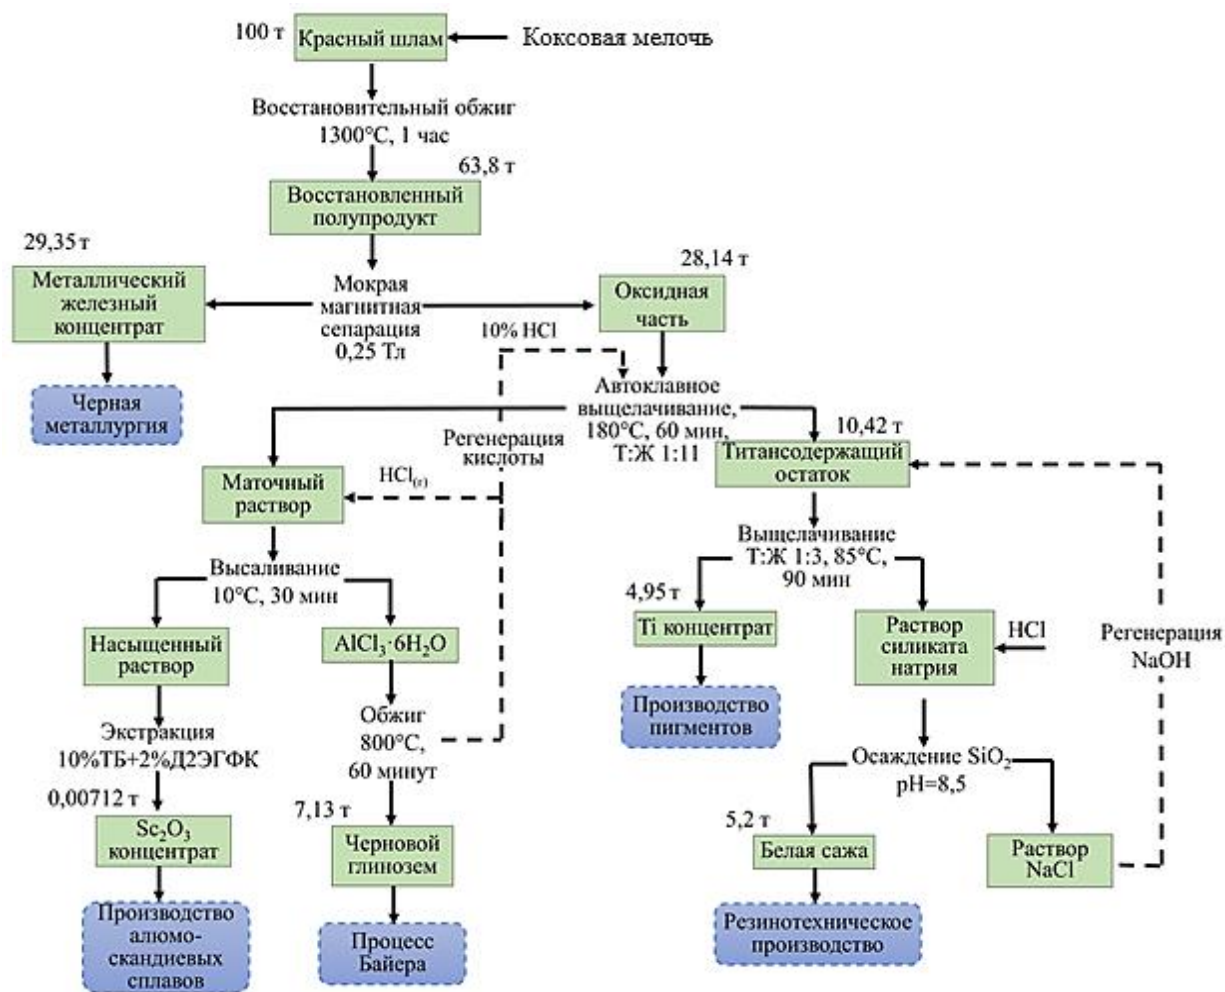 100 т
Красный шлам
Коксовая мелочь
Восстановительный обжиг
1300°C, 1 час
63,8 т
Восстановленный
полупродукт
29,35 т
Металлический
железный
концентрат
Мокрая
магнитная
сепарация
0,25 Тл
28,14 т
Оксидная
часть
10% HCl
Черная
металлургия
Автоклавное
выщелачивание,
180°C, 60 мин,
Т:Ж 1:11
Регенерация
кислоты
10,42 т
Титансодержащий
остаток
Маточный
раствор
HCl(г)
Выщелачивание
Т:Ж 1:3, 85°C,
90 мин
Высаливание
10°C, 30 мин
4,95 т
Ti концентрат
Раствор
силиката
натрия
HCl
Регенерация
NaOH
Насыщенный
раствор
AlCl₃·6H₂O
Производство
пигментов
Экстракция
10%ТБ+2%Д2ЭГФК
Обжиг
800°C,
60 минут
Осаждение SiO₂
pH=8,5
0,00712 т
Sc₂O₃
концентрат
7,13 т
Черновой
глинозем
5,2 т
Белая сажа
Раствор
NaCl
Производство
алюмо-
скандиевых
сплавов
Процесс
Байера
Резинотехническое
производство